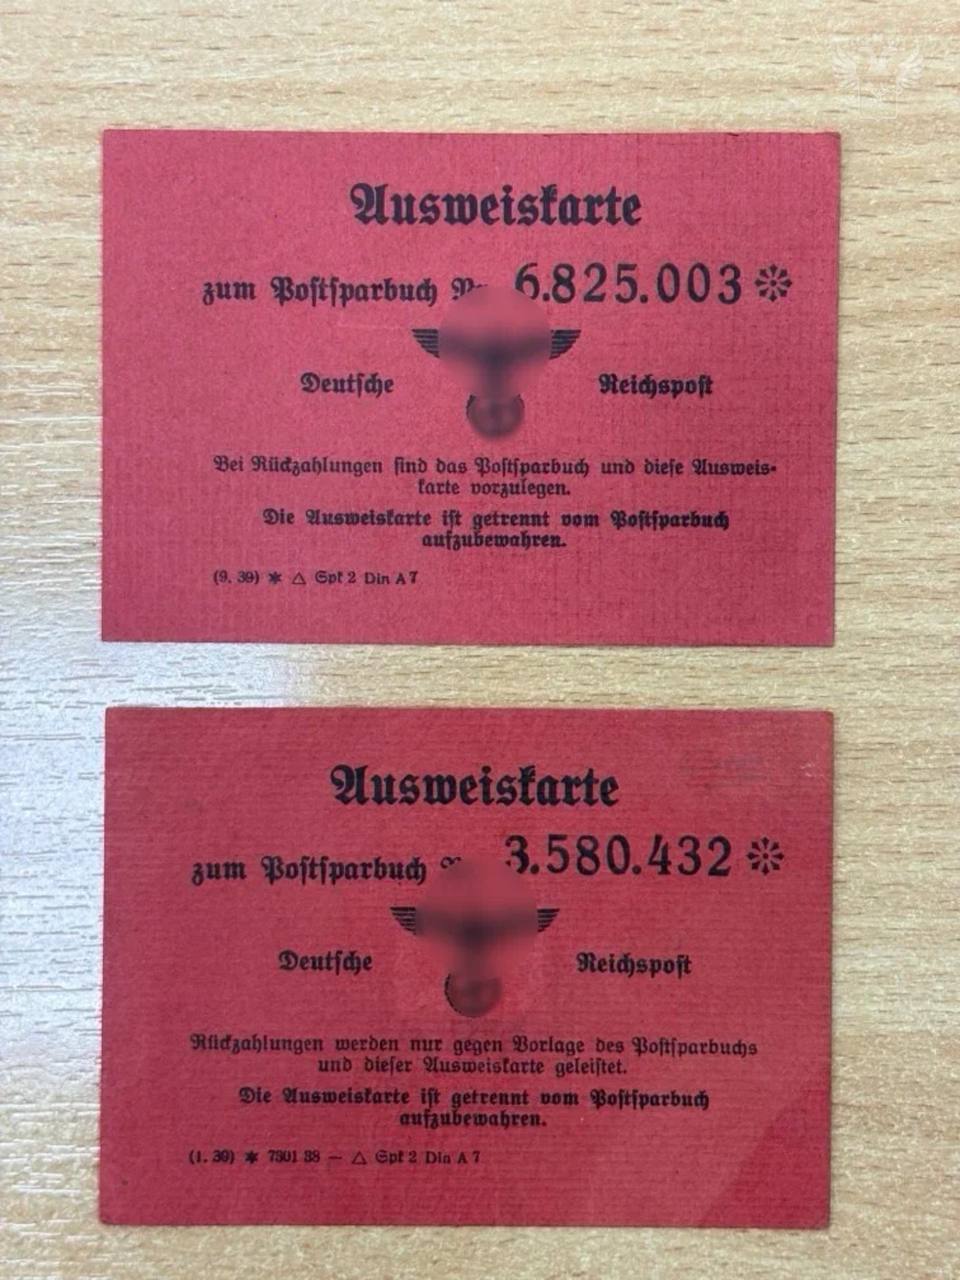 Ausweiskarte
zum Postsparbuch 6.825.003 ❊
Deutsche Reichspost
Bei Rückzahlungen sind das Postsparbuch und diese Ausweis-
karte vorzulegen.
Die Ausweiskarte ist getrennt vom Postsparbuch
aufzubewahren.
(9. 39) ✱ △ Spk 2 Din A 7
Ausweiskarte
zum Postsparbuch 3.580.432 ❊
Deutsche Reichspost
Rückzahlungen werden nur gegen Vorlage des Postsparbuchs
und dieser Ausweiskarte geleistet.
Die Ausweiskarte ist getrennt vom Postsparbuch
aufzubewahren.
(1. 39) ✱ 7301 38 — △ Spk 2 Din A 7